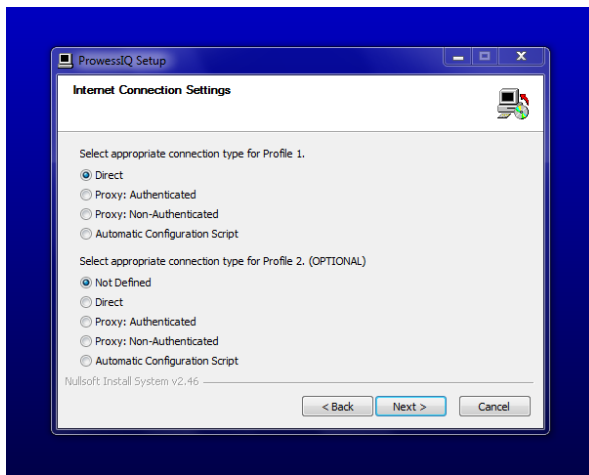 ProwessIQ Setup
Internet Connection Settings
Select appropriate connection type for Profile 1.
Direct
Proxy: Authenticated
Proxy: Non-Authenticated
Automatic Configuration Script
Select appropriate connection type for Profile 2. (OPTIONAL)
Not Defined
Direct
Proxy: Authenticated
Proxy: Non-Authenticated
Automatic Configuration Script
Nullsoft Install System v2.46
< Back Next > Cancel